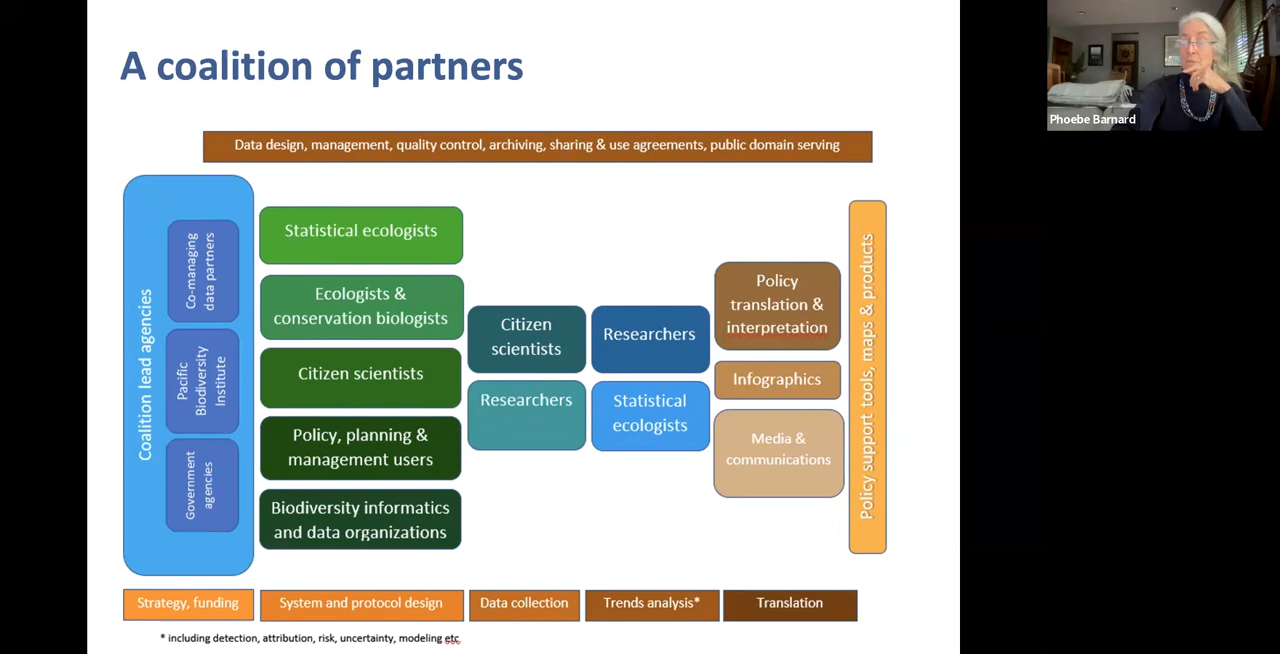 A coalition of partners
Phoebe Barnard
Data design, management, quality control, archiving, sharing & use agreements, public domain serving
Coalition lead agencies
Co-managing
data partners
Pacific
Biodiversity
Institute
Government
agencies
Statistical ecologists
Ecologists &
conservation biologists
Citizen scientists
Policy, planning &
management users
Biodiversity informatics
and data organizations
Citizen
scientists
Researchers
Researchers
Statistical
ecologists
Policy
translation &
interpretation
Infographics
Media &
communications
Policy support tools, maps & products
Strategy, funding
System and protocol design
Data collection
Trends analysis*
Translation
* including detection, attribution, risk, uncertainty, modeling etc